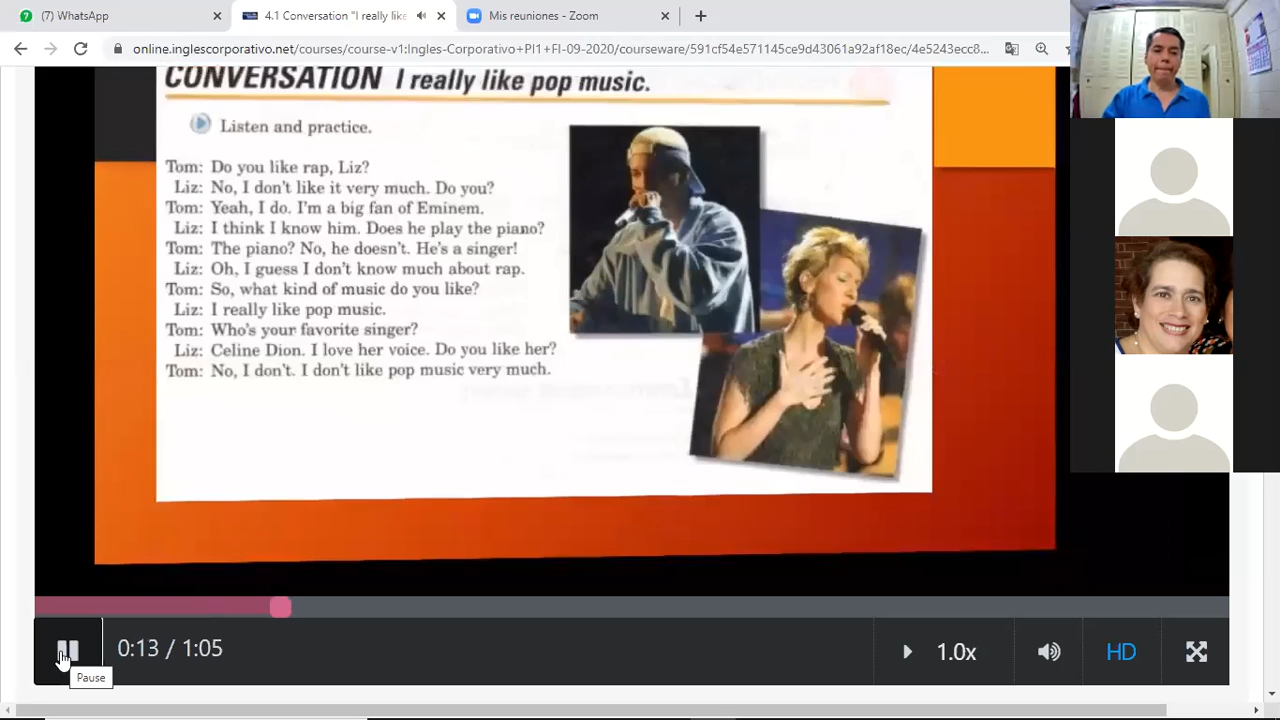 (7) WhatsApp
4.1 Conversation "I really like
Mis reuniones - Zoom
online.inglescorporativo.net/courses/course-v1:Ingles-Corporativo+PI1+FI-09-2020/courseware/591cf54e571145ce9d43061a92af18ec/4e5243ecc8...
CONVERSATION I really like pop music.
Listen and practice.
Tom: Do you like rap, Liz?
Liz: No, I don't like it very much. Do you?
Tom: Yeah, I do. I'm a big fan of Eminem.
Liz: I think I know him. Does he play the piano?
Tom: The piano? No, he doesn't. He's a singer!
Liz: Oh, I guess I don't know much about rap.
Tom: So, what kind of music do you like?
Liz: I really like pop music.
Tom: Who's your favorite singer?
Liz: Celine Dion. I love her voice. Do you like her?
Tom: No, I don't. I don't like pop music very much.
0:13 / 1:05
1.0x
HD
Pause